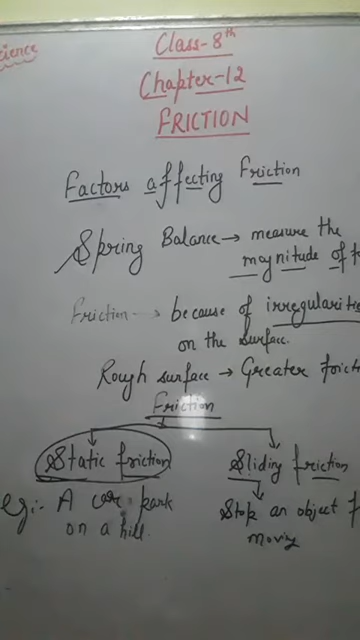 Science
Class-8th
Chapter-12
FRICTION
Factors affecting Friction
Spring Balance → measure the
magnitude of
Friction → because of irregularitie
on the surface.
Rough surface → Greater frictio
Friction
Static friction
Sliding friction
eg:- A car park
on a hill
Stop an object f
moving